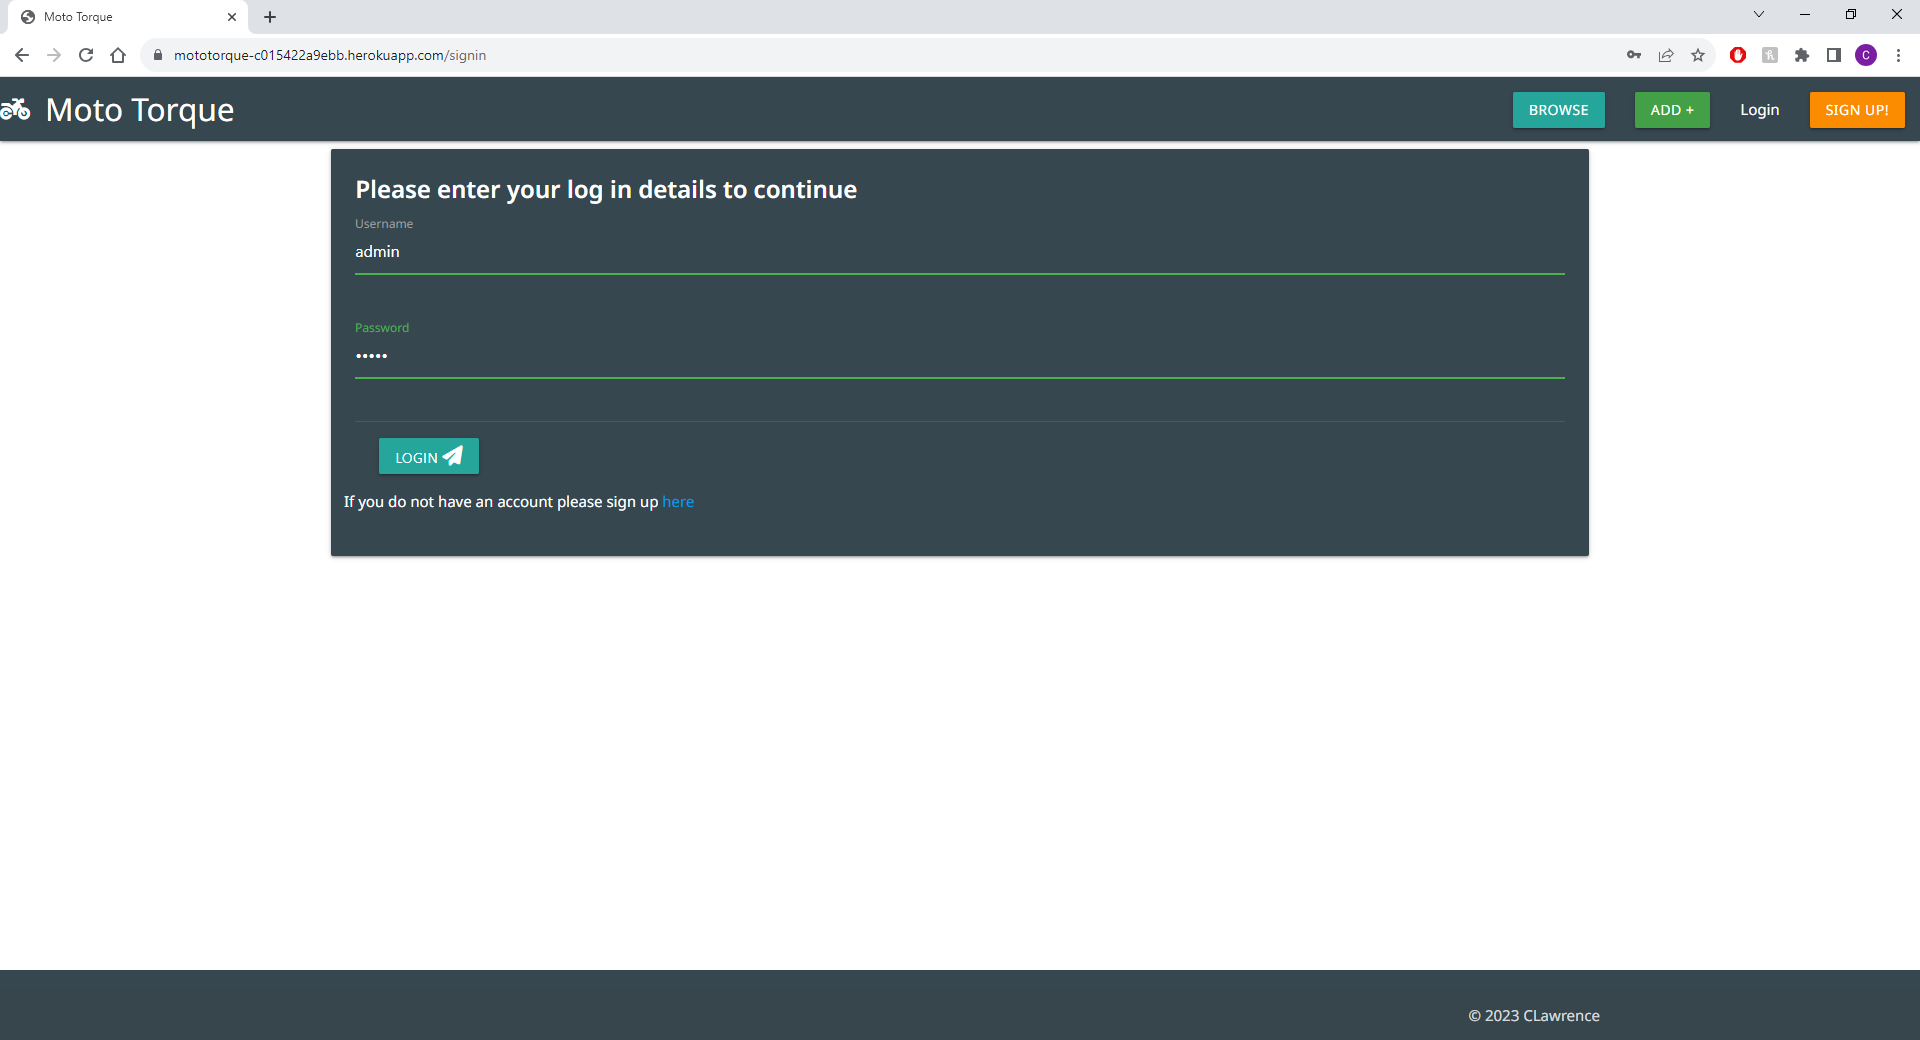 Moto Torque
mototorque-c015422a9ebb.herokuapp.com/signin
C
Moto Torque
BROWSE
ADD +
Login
SIGN UP!
Please enter your log in details to continue
Username
admin
Password
•••••
LOGIN
If you do not have an account please sign up here
© 2023 CLawrence